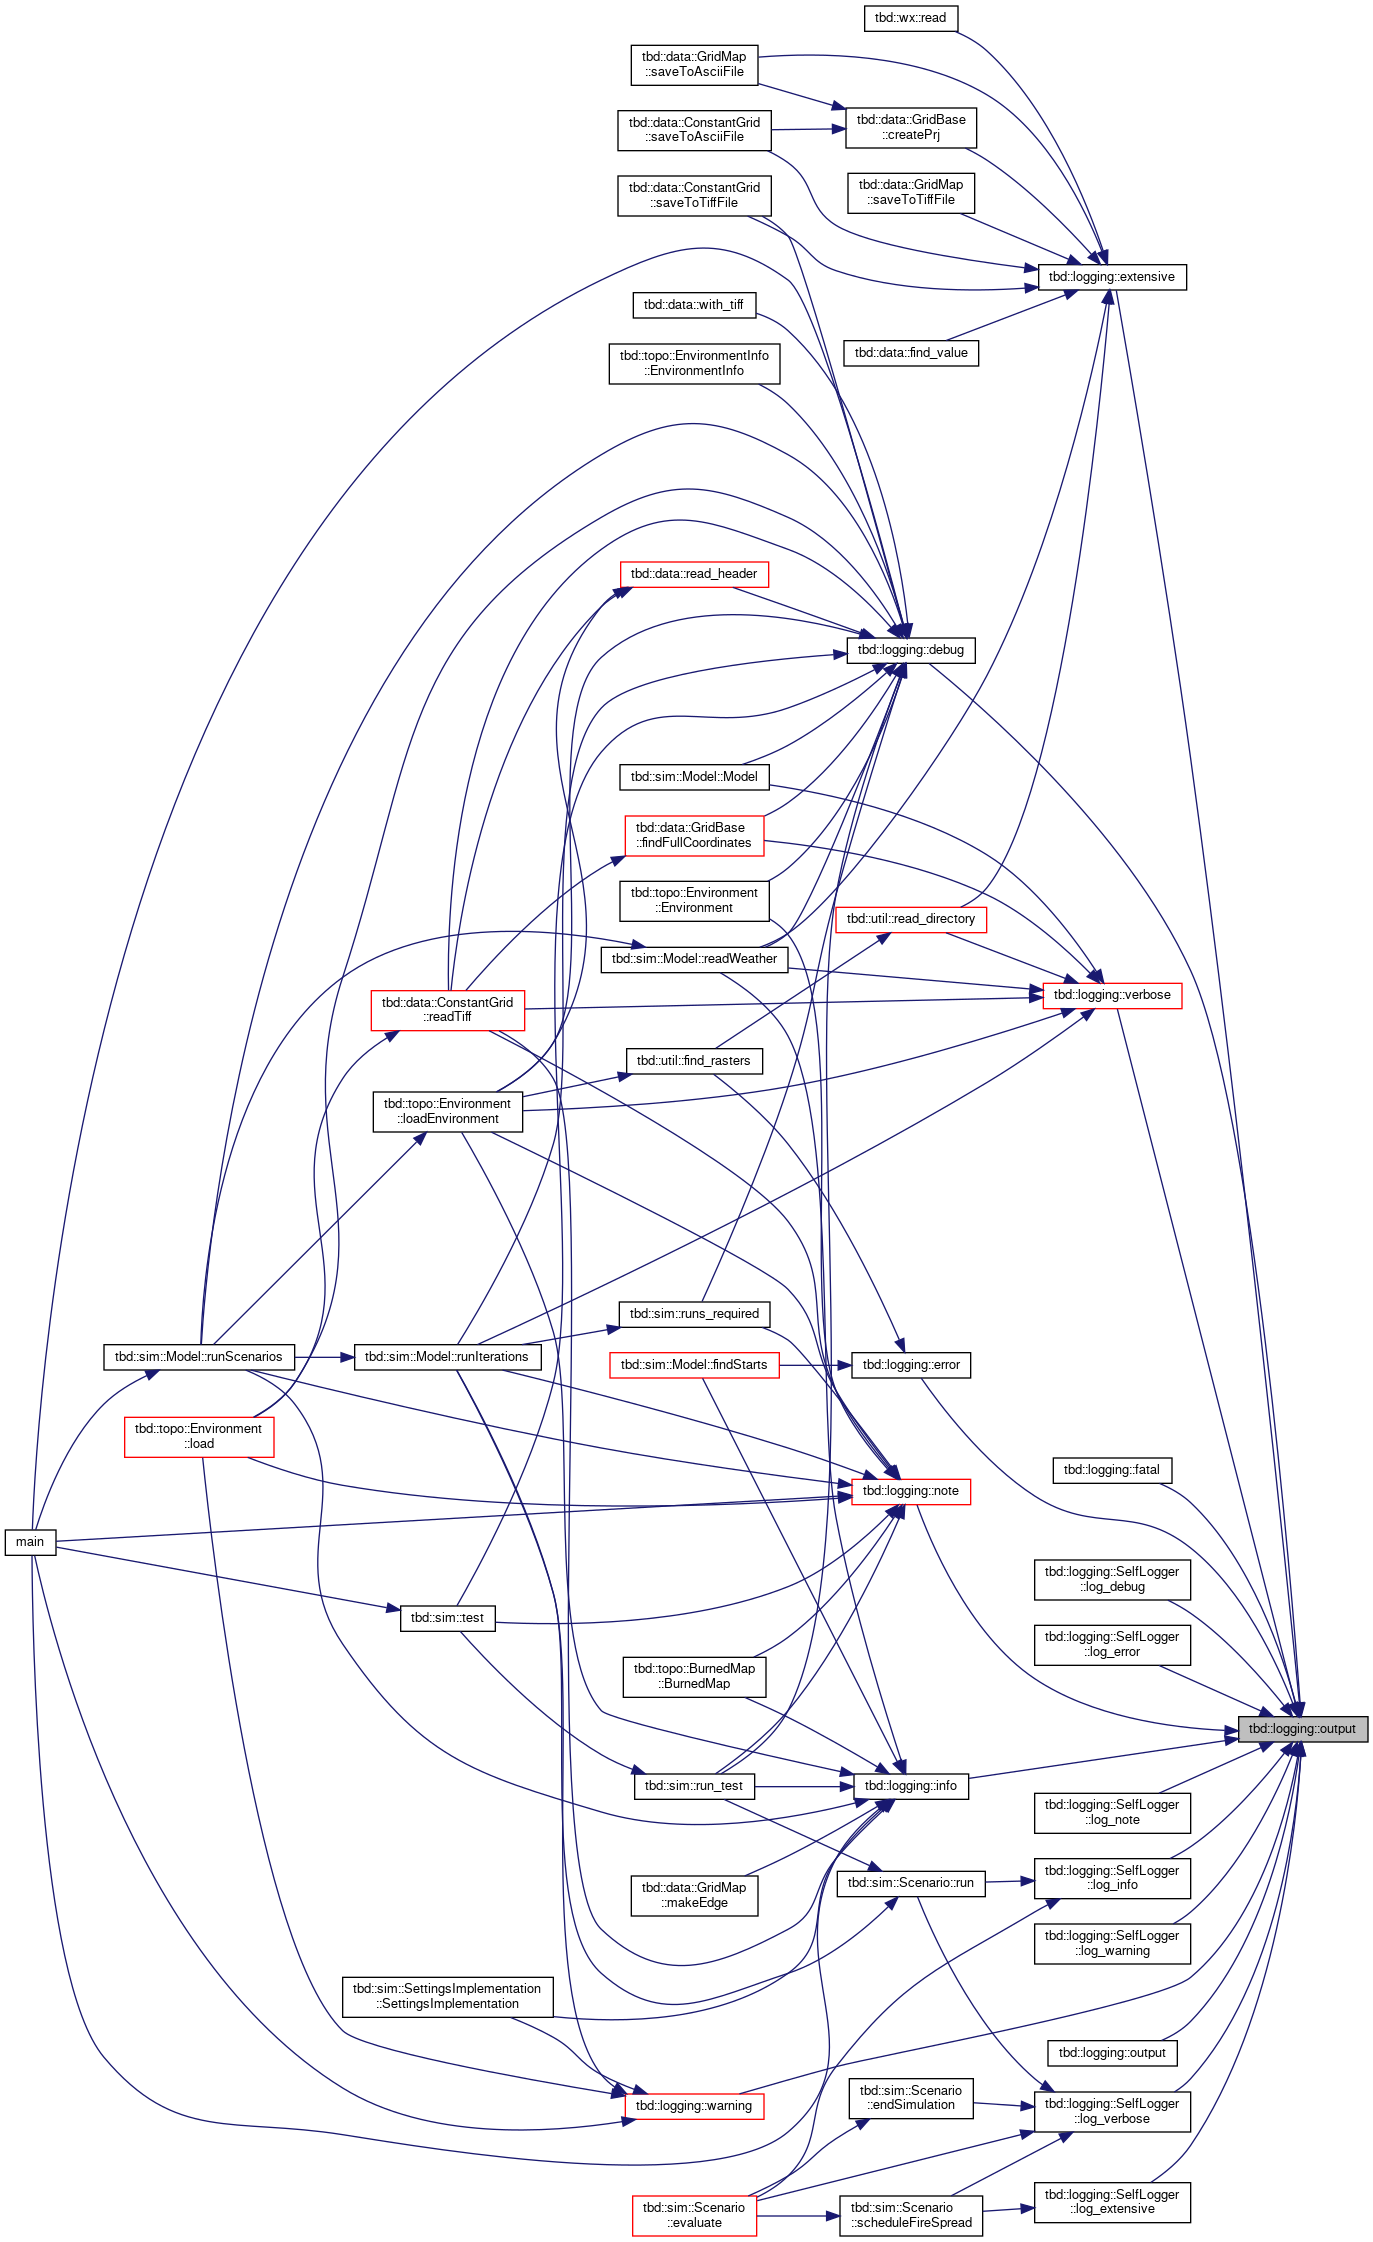 tbd::wx::read
tbd::data::GridMap
::saveToAsciiFile
tbd::data::GridBase
::createPrj
tbd::data::ConstantGrid
::saveToAsciiFile
tbd::data::GridMap
::saveToTiffFile
tbd::data::ConstantGrid
::saveToTiffFile
tbd::logging::extensive
tbd::data::with_tiff
tbd::data::find_value
tbd::topo::EnvironmentInfo
::EnvironmentInfo
tbd::data::read_header
tbd::logging::debug
tbd::sim::Model::Model
tbd::data::GridBase
::findFullCoordinates
tbd::topo::Environment
::Environment
tbd::util::read_directory
tbd::sim::Model::readWeather
tbd::logging::verbose
tbd::data::ConstantGrid
::readTiff
tbd::util::find_rasters
tbd::topo::Environment
::loadEnvironment
tbd::sim::runs_required
tbd::sim::Model::runScenarios
tbd::sim::Model::runIterations
tbd::sim::Model::findStarts
tbd::logging::error
tbd::topo::Environment
::load
tbd::logging::fatal
tbd::logging::note
main
tbd::logging::SelfLogger
::log_debug
tbd::sim::test
tbd::logging::SelfLogger
::log_error
tbd::topo::BurnedMap
::BurnedMap
tbd::logging::output
tbd::sim::run_test
tbd::logging::info
tbd::logging::SelfLogger
::log_note
tbd::data::GridMap
::makeEdge
tbd::sim::Scenario::run
tbd::logging::SelfLogger
::log_info
tbd::logging::SelfLogger
::log_warning
tbd::sim::SettingsImplementation
::SettingsImplementation
tbd::logging::output
tbd::logging::warning
tbd::sim::Scenario
::endSimulation
tbd::logging::SelfLogger
::log_verbose
tbd::sim::Scenario
::evaluate
tbd::sim::Scenario
::scheduleFireSpread
tbd::logging::SelfLogger
::log_extensive